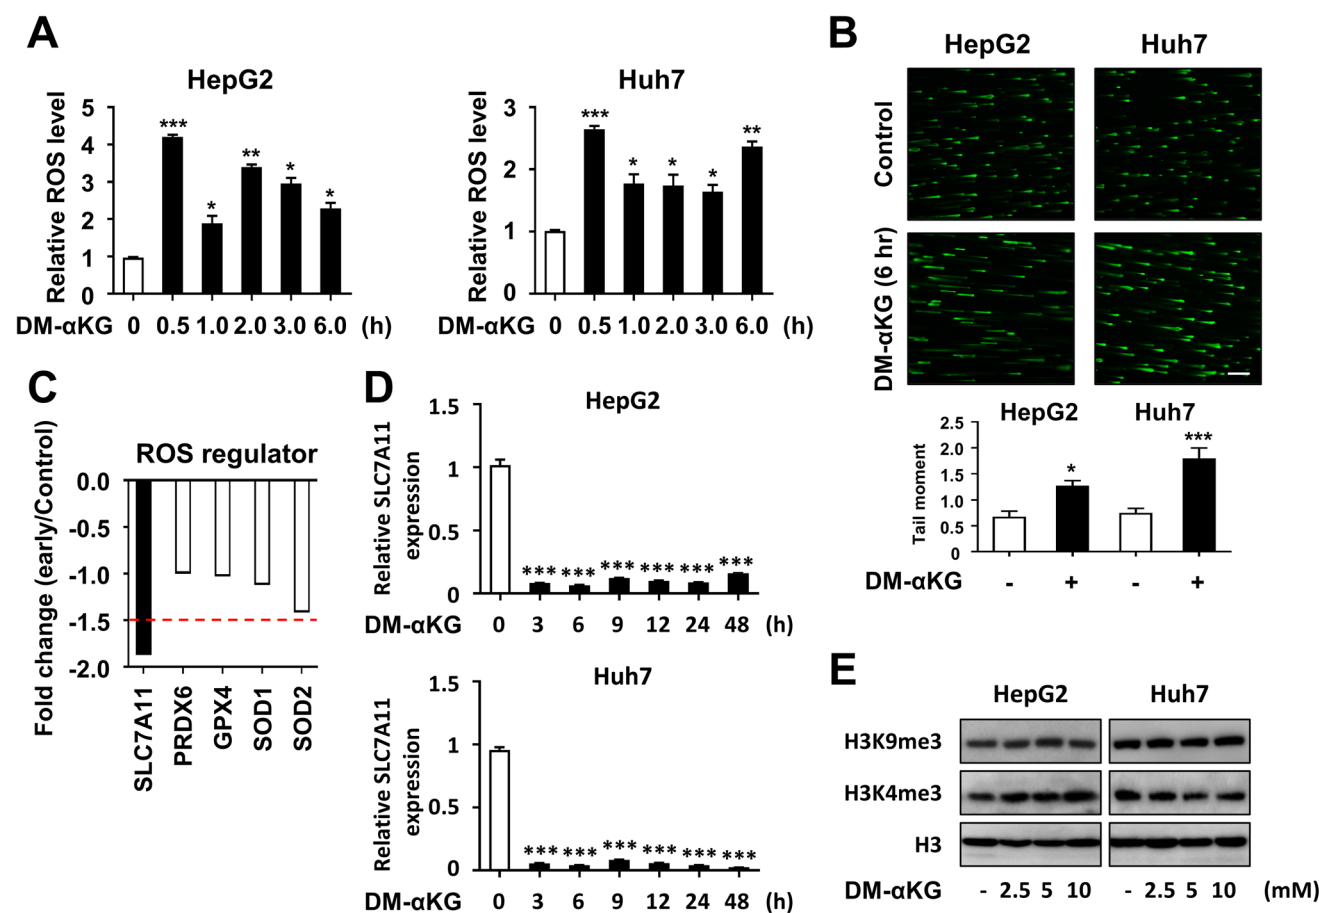 A
HepG2
Relative ROS level
5
4
3
2
1
0
***
*
**
*
*
DM-αKG 0 0.5 1.0 2.0 3.0 6.0 (h)
Huh7
Relative ROS level
3
2
1
0
***
*
*
*
**
0 0.5 1.0 2.0 3.0 6.0 (h)
B
HepG2 Huh7
Control
DM-αKG (6 hr)
HepG2 Huh7
Tail moment
2.5
2.0
1.5
1.0
0.5
0
*
***
DM-αKG - + - +
C
ROS regulator
Fold change (early/Control)
0.0
-0.5
-1.0
-1.5
-2.0
SLC7A11
PRDX6
GPX4
SOD1
SOD2
D
HepG2
Relative SLC7A11
expression
1.5
1
0.5
0
*** *** *** *** *** ***
DM-αKG 0 3 6 9 12 24 48 (h)
Huh7
Relative SLC7A11
expression
1.5
1
0.5
0
*** *** *** *** *** ***
DM-αKG 0 3 6 9 12 24 48 (h)
E
HepG2 Huh7
H3K9me3
H3K4me3
H3
DM-αKG - 2.5 5 10 - 2.5 5 10 (mM)